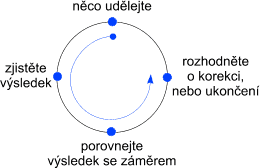 něco udělejte
rozhodněte
o korekci,
nebo ukončení
porovnejte
výsledek se záměrem
zjistěte
výsledek